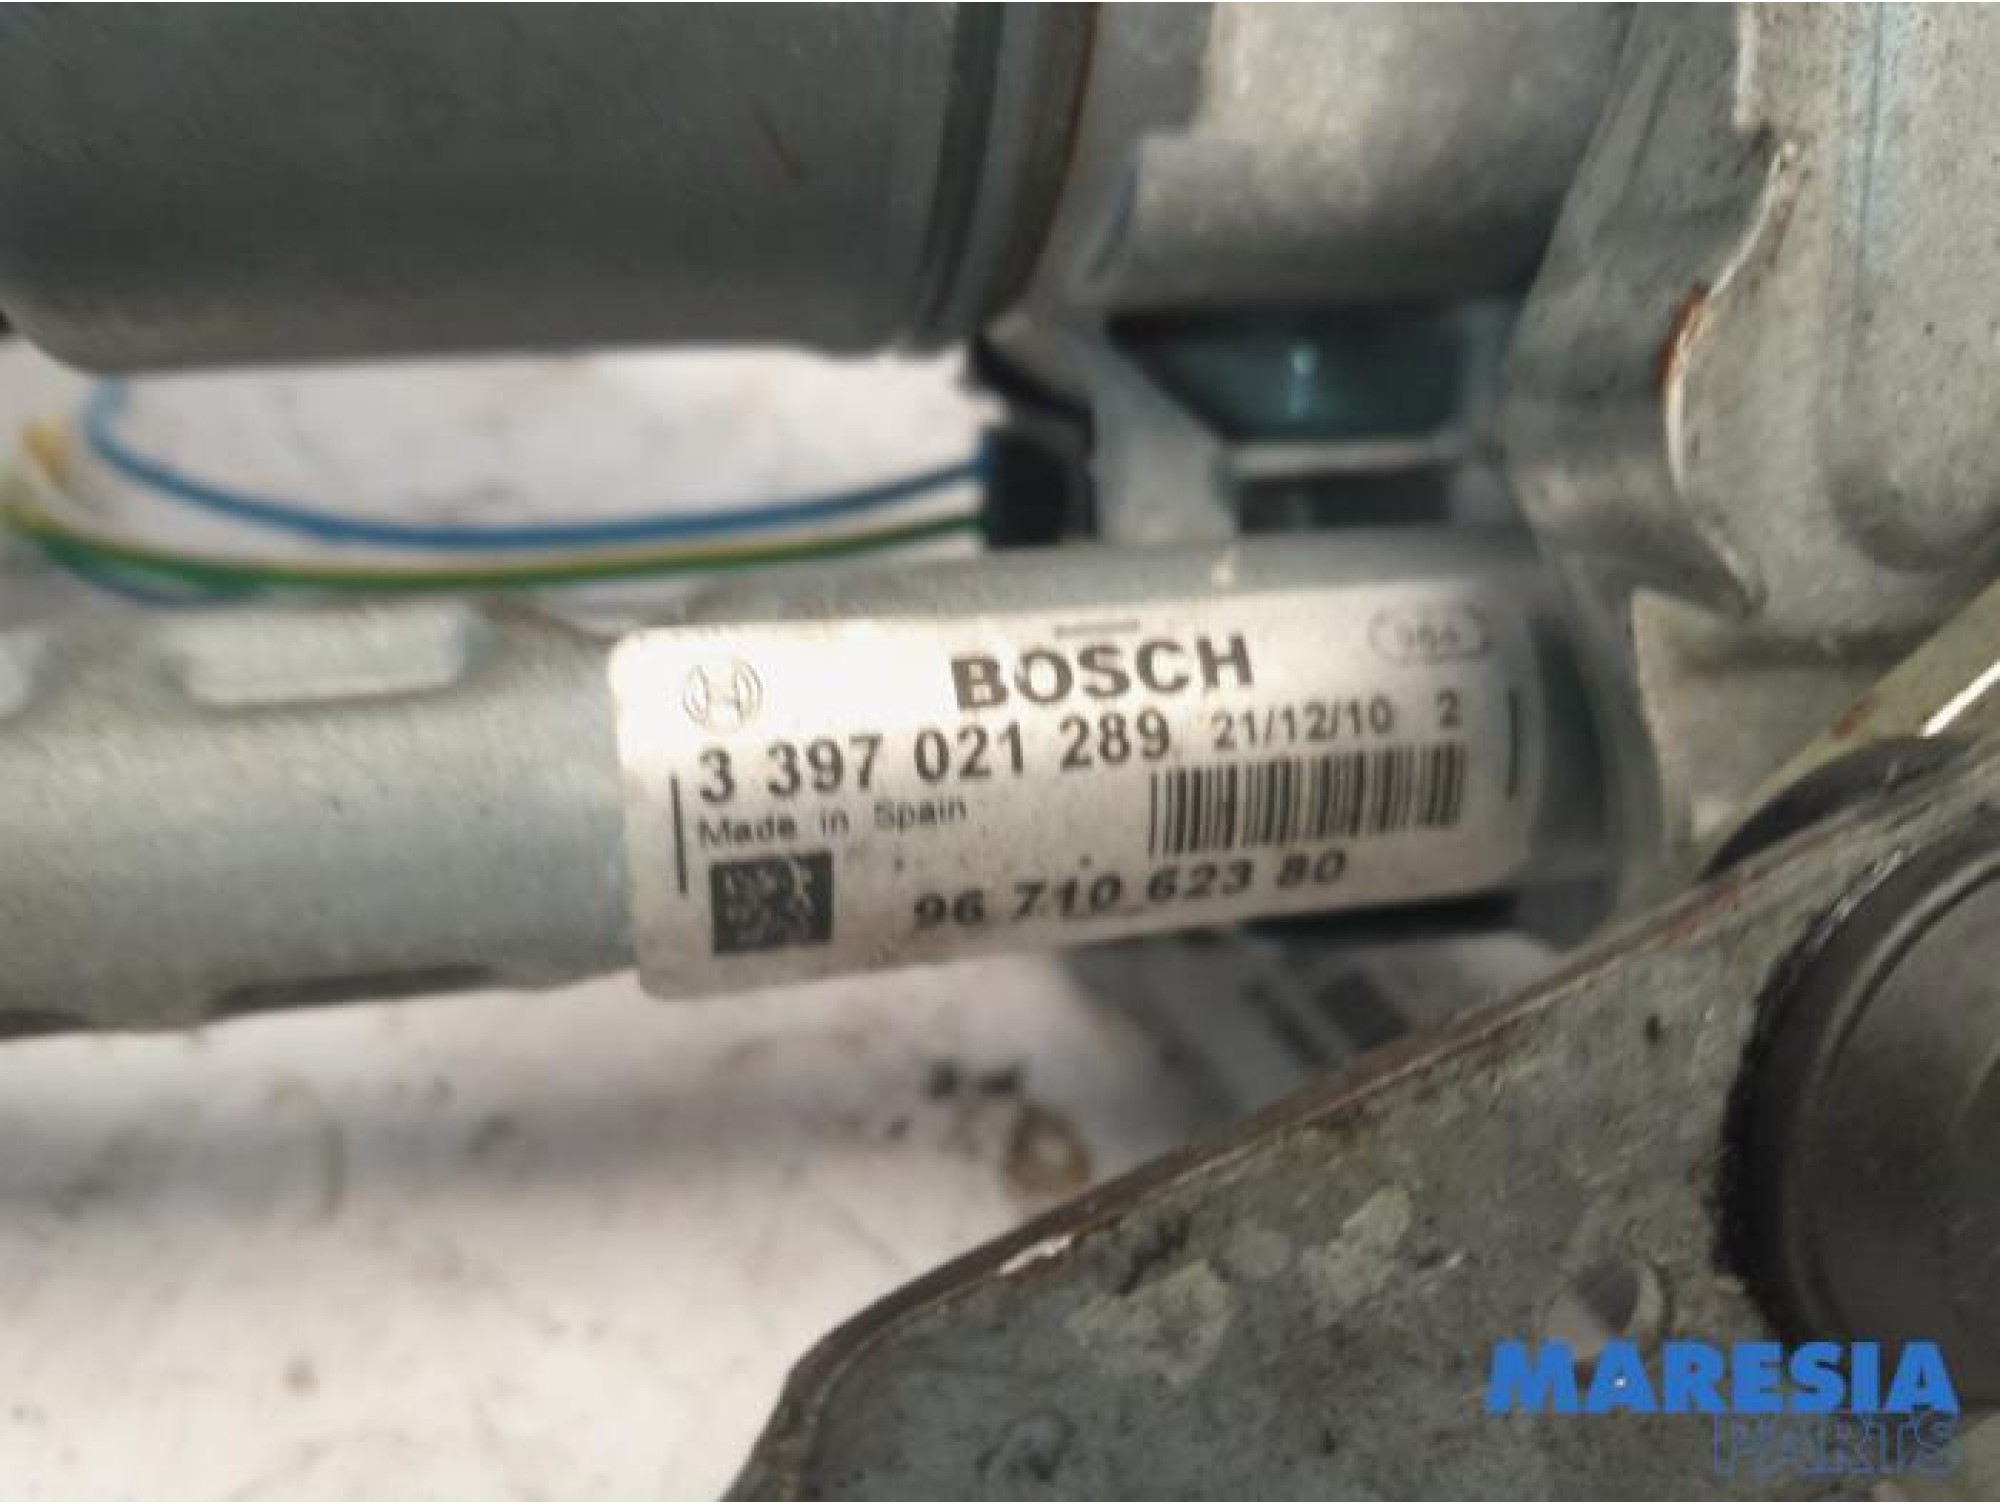 BOSCH
3 397 021 289 21/12/10 2
Made in Spain
96 710 623 80
MARESIA
PARTS